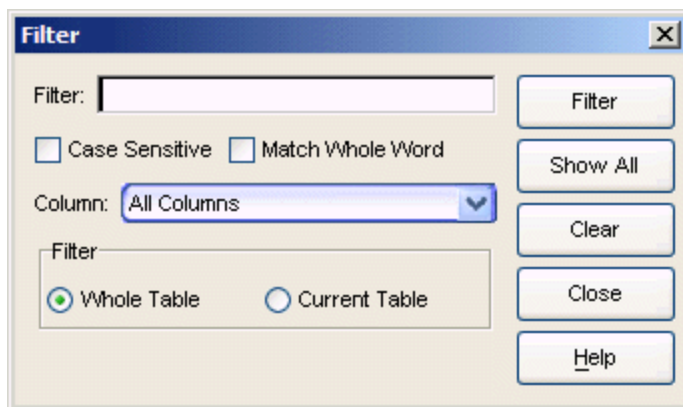 Filter
Filter:
Filter
Case Sensitive Match Whole Word
Show All
Column: All Columns
Clear
Filter
Whole Table Current Table
Close
Help